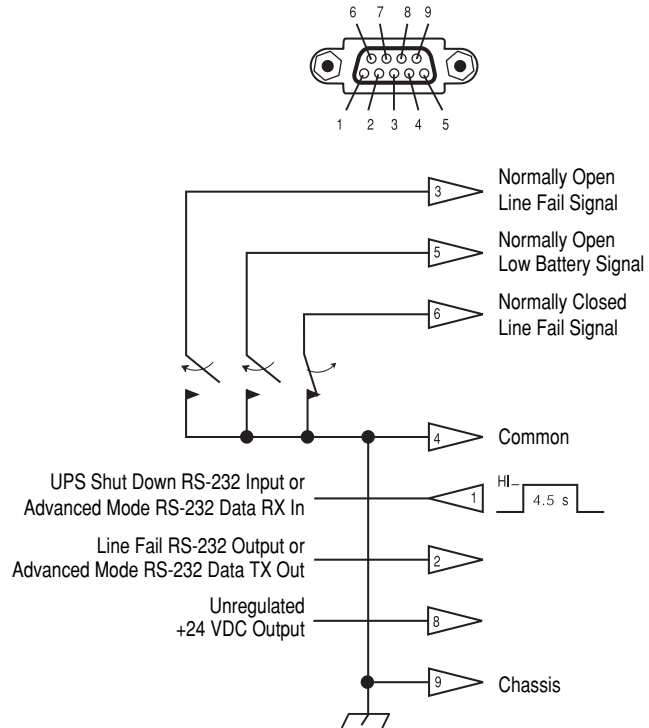 6 7 8 9
1 2 3 4 5
3
Normally Open
Line Fail Signal
5
Normally Open
Low Battery Signal
6
Normally Closed
Line Fail Signal
4
Common
UPS Shut Down RS-232 Input or
Advanced Mode RS-232 Data RX In
1
HI
4.5 s
Line Fail RS-232 Output or
Advanced Mode RS-232 Data TX Out
2
Unregulated
+24 VDC Output
8
9
Chassis